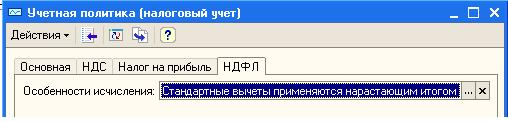 Учетная политика (налоговый учет)
Действия
Основная НДС Налог на прибыль НДФЛ
Особенности исчисления: Стандартные вычеты применяются нарастающим итогом ...